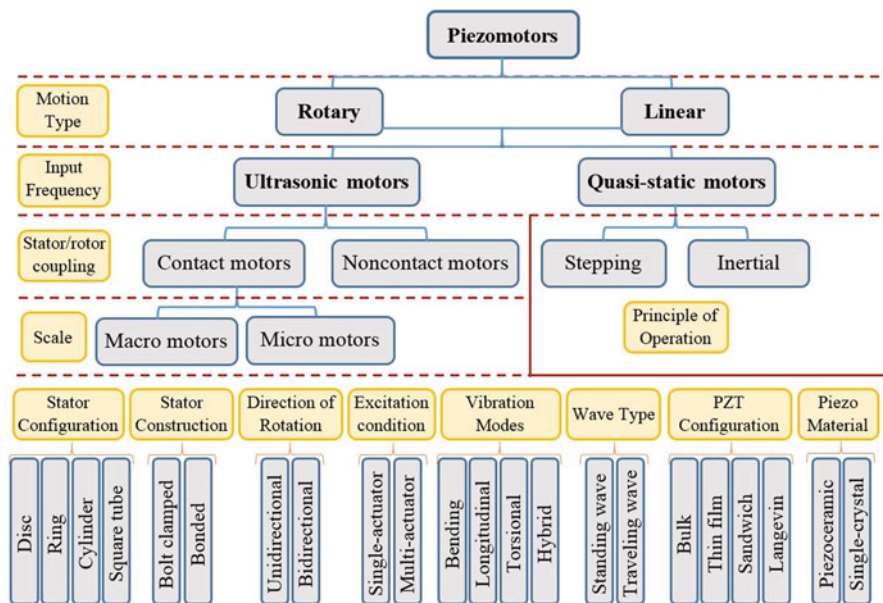 Piezomotors
Motion
Type
Rotary
Linear
Input
Frequency
Ultrasonic motors
Quasi-static motors
Stator/rotor
coupling
Contact motors
Noncontact motors
Stepping
Inertial
Scale
Macro motors
Micro motors
Principle of
Operation
Stator
Configuration
Stator
Construction
Direction of
Rotation
Excitation
condition
Vibration
Modes
Wave Type
PZT
Configuration
Piezo
Material
Disc
Ring
Cylinder
Square tube
Bolt clamped
Bonded
Unidirectional
Bidirectional
Single-actuator
Multi-actuator
Bending
Longitudinal
Torsional
Hybrid
Standing wave
Traveling wave
Bulk
Thin film
Sandwich
Langevin
Piezoceramic
Single-crystal